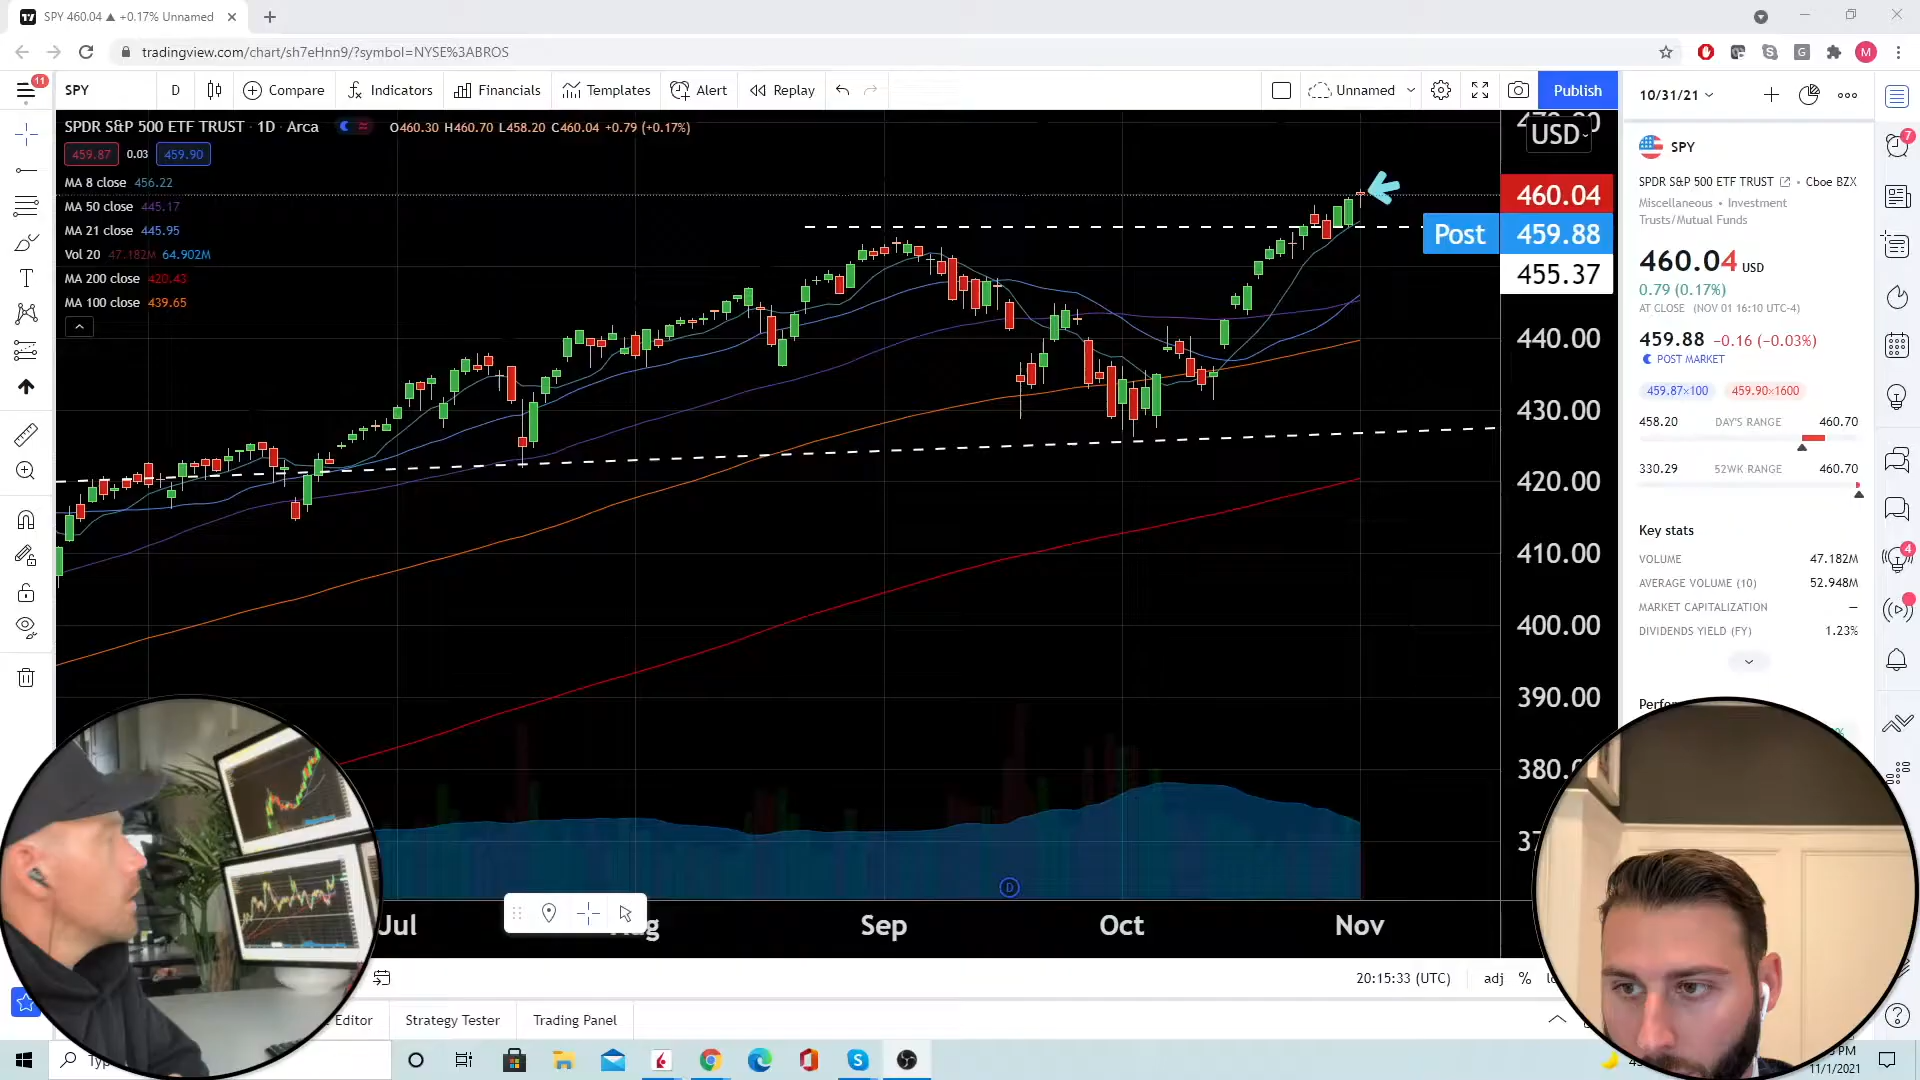 SPY 460.04 ▲ +0.17% Unnamed
tradingview.com/chart/sh7eHnn9/?symbol=NYSE%3ABROS
M
11
SPY D Compare Indicators Financials Templates Alert Replay Unnamed Publish
10/31/21
SPDR S&P 500 ETF TRUST · 1D · Arca O460.30 H460.70 L458.20 C460.04 +0.79 (+0.17%)
459.87 0.03 459.90
MA 8 close 456.22
MA 50 close 445.17
MA 21 close 445.95
Vol 20 47.182M 64.902M
MA 200 close 420.43
MA 100 close 439.65
USD
460.04
Post 459.88
455.37
440.00
430.00
420.00
410.00
400.00
390.00
Jul Sep Oct Nov
D
20:15:33 (UTC) adj %
Editor Strategy Tester Trading Panel
SPY
SPDR S&P 500 ETF TRUST • Cboe BZX
Miscellaneous • Investment
Trusts/Mutual Funds
460.04 USD
0.79 (0.17%)
AT CLOSE (NOV 01 16:10 UTC-4)
459.88 −0.16 (−0.03%)
POST MARKET
459.87×100 459.90×1600
458.20 DAY'S RANGE 460.70
330.29 52WK RANGE 460.70
Key stats
VOLUME 47.182M
AVERAGE VOLUME (10) 52.948M
MARKET CAPITALIZATION —
DIVIDENDS YIELD (FY) 1.23%
7
4
PM
11/1/2021